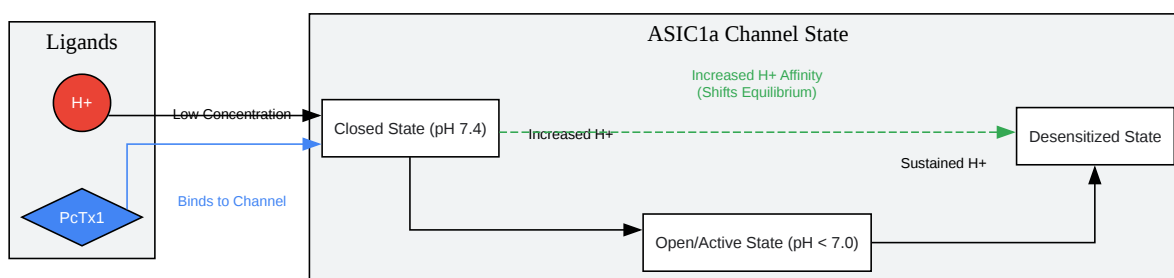 Ligands
H+
PcTx1
Low Concentration
Binds to Channel
ASIC1a Channel State
Increased H+ Affinity
(Shifts Equilibrium)
Closed State (pH 7.4)
Increased H+
Desensitized State
Sustained H+
Open/Active State (pH < 7.0)